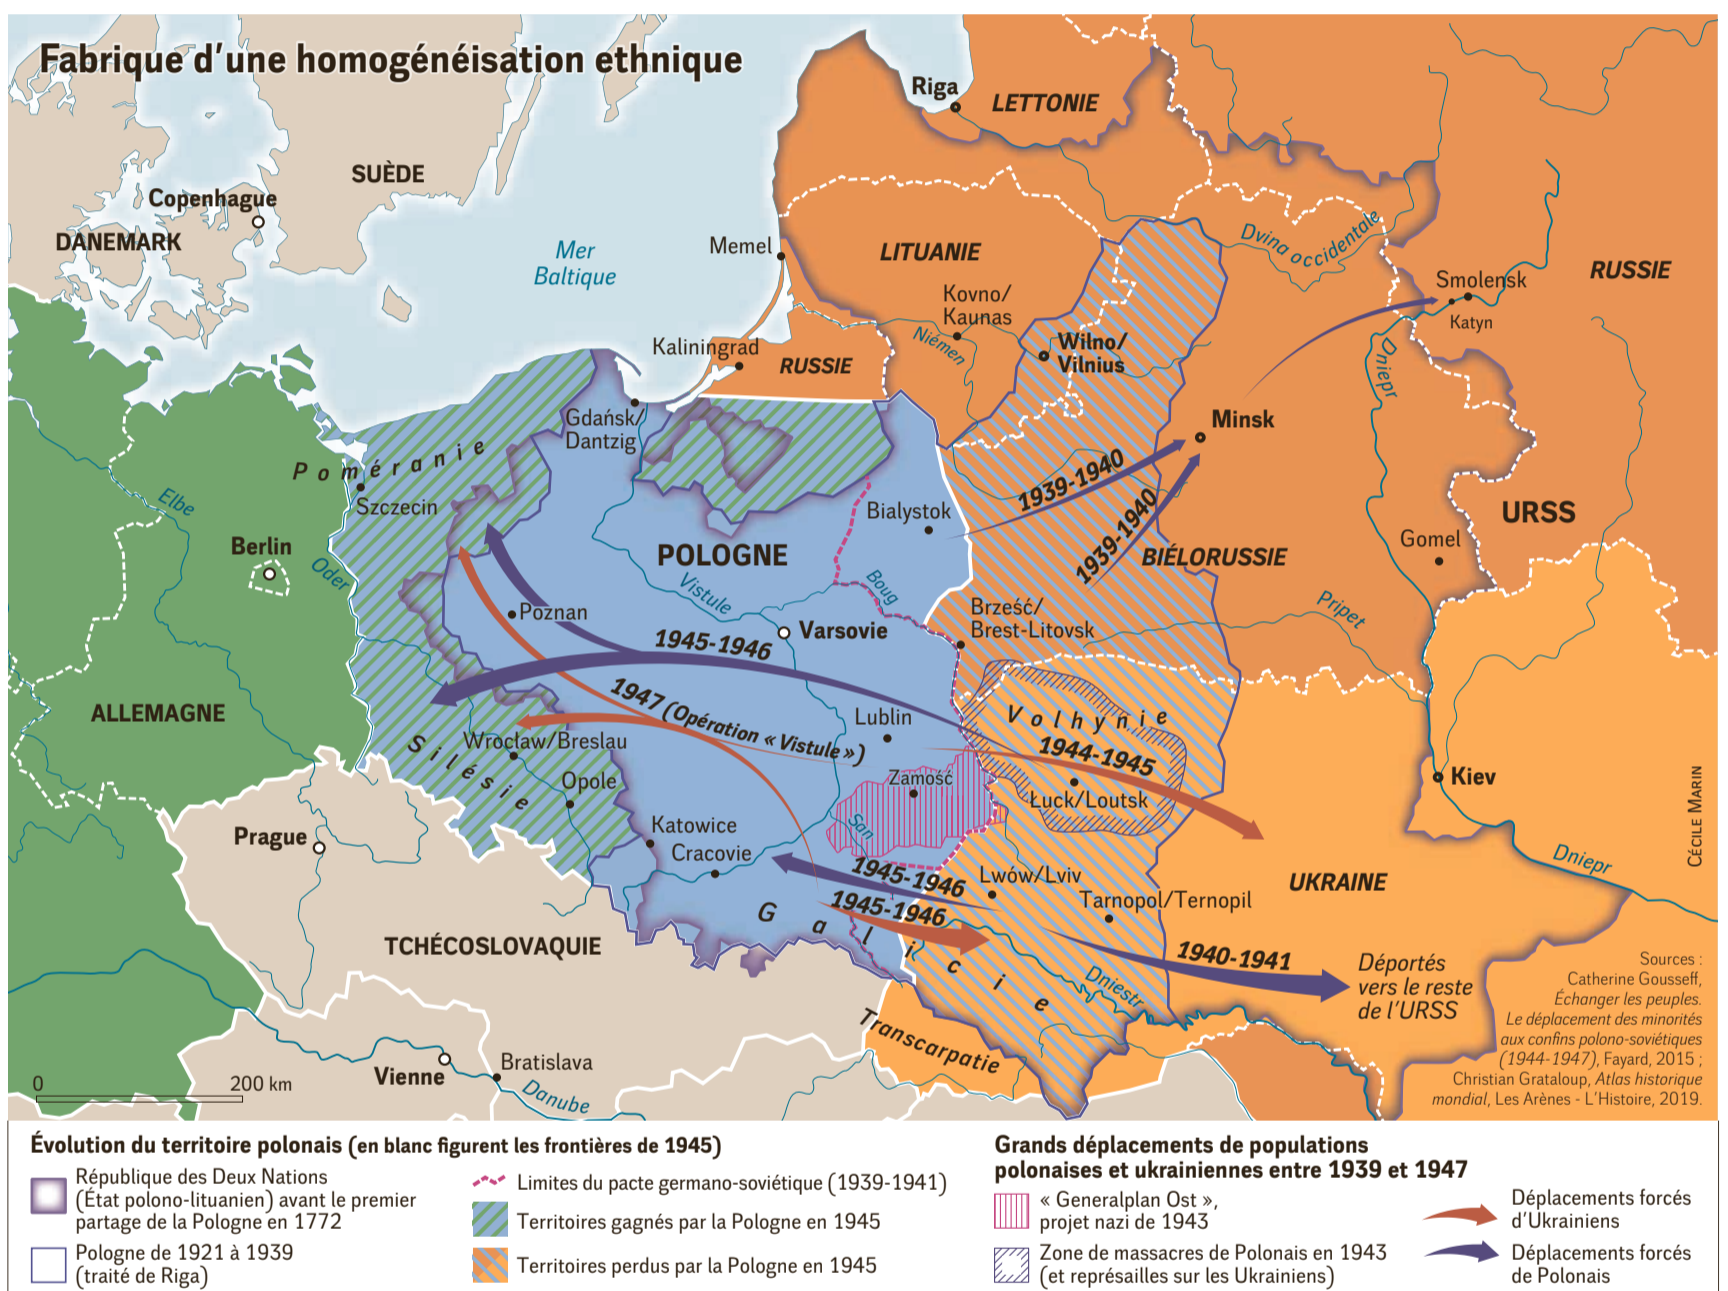 Fabrique d'une homogénéisation ethnique
Riga
LETTONIE
SUÈDE
Copenhague
DANEMARK
Mer
Baltique
Memel
LITUANIE
Dvina occidentale
RUSSIE
Smolensk
Katyn
Kovno/
Kaunas
Niémen
Wilno/
Vilnius
Dniepr
Kaliningrad
RUSSIE
Minsk
Gdańsk/
Dantzig
Poméranie
Szczecin
Elbe
Berlin
Oder
1939-1940
1939-1940
Bialystok
URSS
Gomel
POLOGNE
BIÉLORUSSIE
Vistule
Boug
Poznan
Varsovie
Brześć/
Brest-Litovsk
Pripet
1945-1946
1947 (Opération « Vistule »)
ALLEMAGNE
Lublin
Volhynie
1944-1945
Wrocław/Breslau
Silésie
Opole
Zamość
Łuck/Loutsk
Kiev
CÉCILE MARIN
Prague
Katowice
Cracovie
San
1945-1946
1945-1946
Lwów/Lviv
Tarnopol/Ternopil
UKRAINE
Dniepr
Galicie
TCHÉCOSLOVAQUIE
1940-1941
Déportés
vers le reste
de l'URSS
Dniestr
Transcarpatie
Vienne
Bratislava
Danube
0
200 km
Sources :
Catherine Gousseff,
Échanger les peuples.
Le déplacement des minorités
aux confins polono-soviétiques
(1944-1947), Fayard, 2015 ;
Christian Grataloup, Atlas historique
mondial, Les Arènes - L'Histoire, 2019.
Évolution du territoire polonais (en blanc figurent les frontières de 1945)
République des Deux Nations
(État polono-lituanien) avant le premier
partage de la Pologne en 1772
Pologne de 1921 à 1939
(traité de Riga)
Limites du pacte germano-soviétique (1939-1941)
Territoires gagnés par la Pologne en 1945
Territoires perdus par la Pologne en 1945
Grands déplacements de populations
polonaises et ukrainiennes entre 1939 et 1947
« Generalplan Ost »,
projet nazi de 1943
Zone de massacres de Polonais en 1943
(et représailles sur les Ukrainiens)
Déplacements forcés
d'Ukrainiens
Déplacements forcés
de Polonais